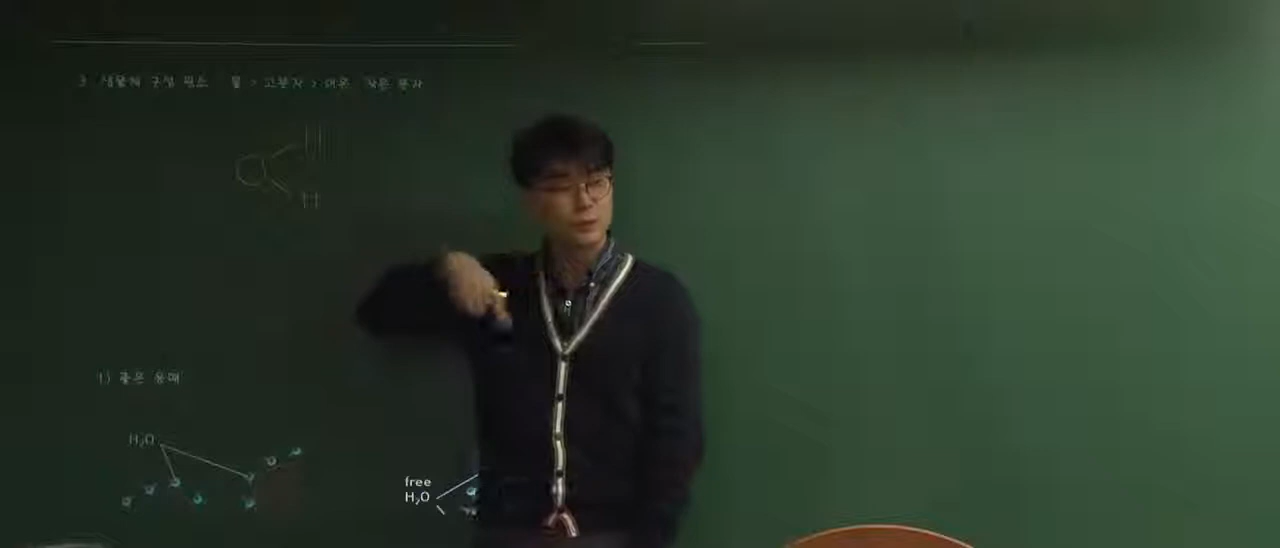 3. 생물체 구성 원소 물 > 고분자 > 이온 작은 분자
O
H
H
1) 좋은 용매
H₂O
free
H₂O